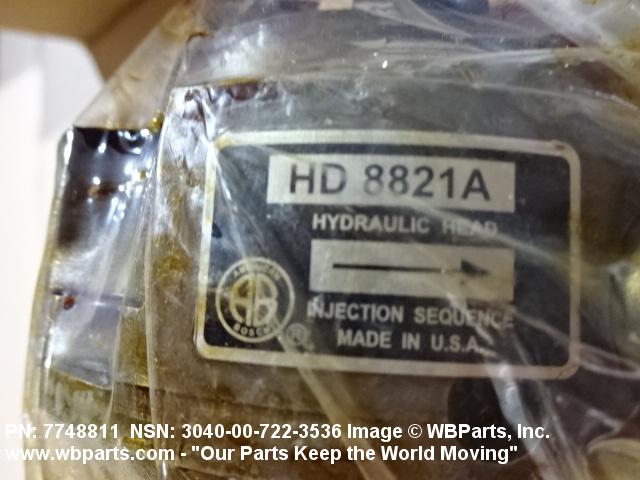 HD 8821A
HYDRAULIC HEAD
AMERICAN
AB
BOSCH
®
INJECTION SEQUENCE
MADE IN U.S.A.
PN: 7748811 NSN: 3040-00-722-3536 Image © WBParts, Inc.
www.wbparts.com - "Our Parts Keep the World Moving"